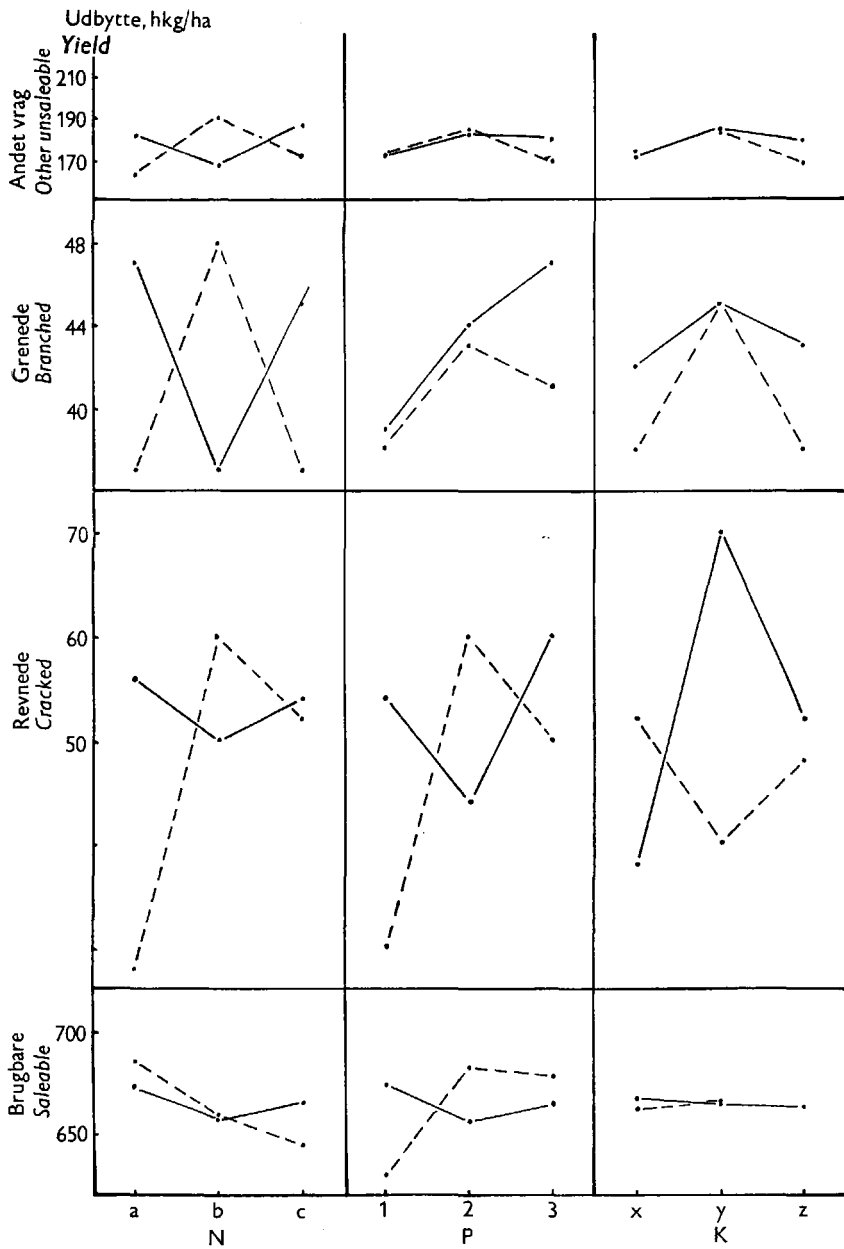 Udbytte, hkg/ha
Yield
210
190
170
Andet vrag
Other unsaleable
48
44
40
Grenede
Branched
70
60
50
Revnede
Cracked
700
650
Brugbare
Saleable
a b c 1 2 3 x y z
N P K